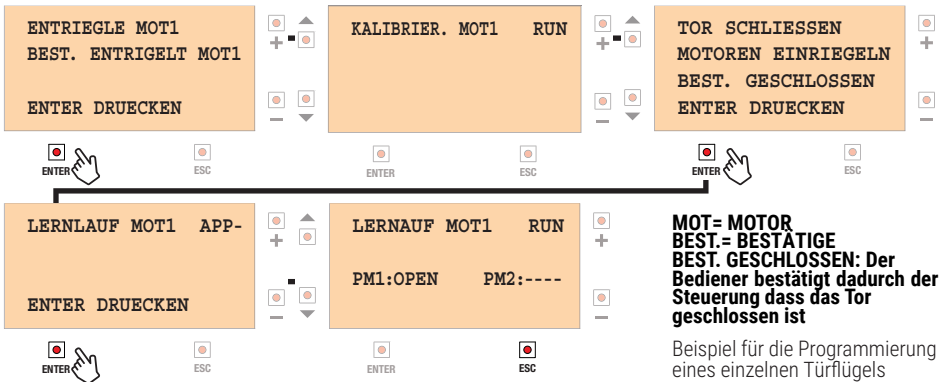 ENTRIEGLE MOT1
BEST. ENTRIGELT MOT1
ENTER DRUECKEN
+
−
ENTER
ESC
KALIBRIER. MOT1 RUN
+
−
ENTER
ESC
TOR SCHLIESSEN
MOTOREN EINRIEGELN
BEST. GESCHLOSSEN
ENTER DRUECKEN
+
−
ENTER
ESC
LERNLAUF MOT1 APP-
ENTER DRUECKEN
+
−
ENTER
ESC
LERNAUF MOT1 RUN
PM1:OPEN PM2:----
+
−
ENTER
ESC
MOT= MOTOR
BEST.= BESTÄTIGE
BEST. GESCHLOSSEN: Der
Bediener bestätigt dadurch der
Steuerung dass das Tor
geschlossen ist
Beispiel für die Programmierung
eines einzelnen Türflügels